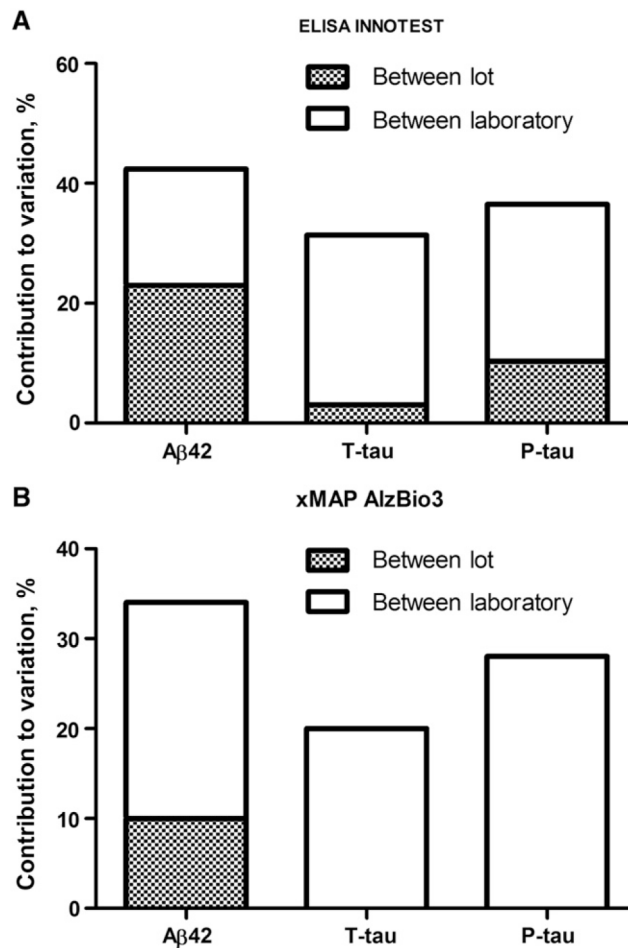 A
ELISA INNOTEST
Contribution to variation, %
60
40
20
0
Between lot
Between laboratory
Aβ42
T-tau
P-tau
B
xMAP AlzBio3
Contribution to variation, %
40
30
20
10
0
Between lot
Between laboratory
Aβ42
T-tau
P-tau